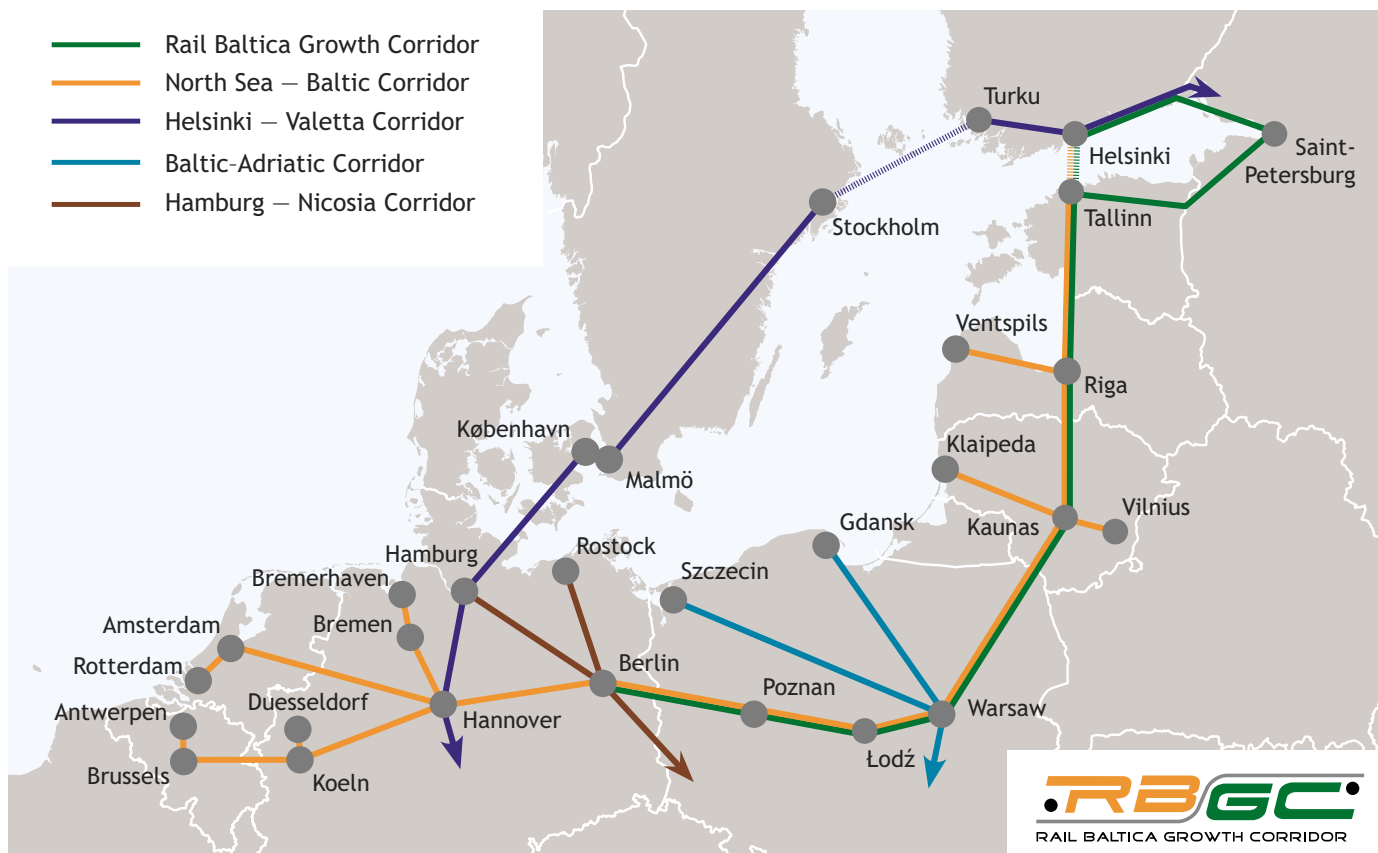 Rail Baltica Growth Corridor
North Sea — Baltic Corridor
Helsinki — Valetta Corridor
Baltic-Adriatic Corridor
Hamburg — Nicosia Corridor
Turku
Helsinki
Saint-
Petersburg
Stockholm
Tallinn
Ventspils
Riga
København
Malmö
Klaipeda
Kaunas
Vilnius
Gdansk
Hamburg
Rostock
Szczecin
Bremerhaven
Bremen
Amsterdam
Rotterdam
Berlin
Poznan
Warsaw
Antwerpen
Duesseldorf
Hannover
Łodź
Brussels
Koeln
RBGC
RAIL BALTICA GROWTH CORRIDOR